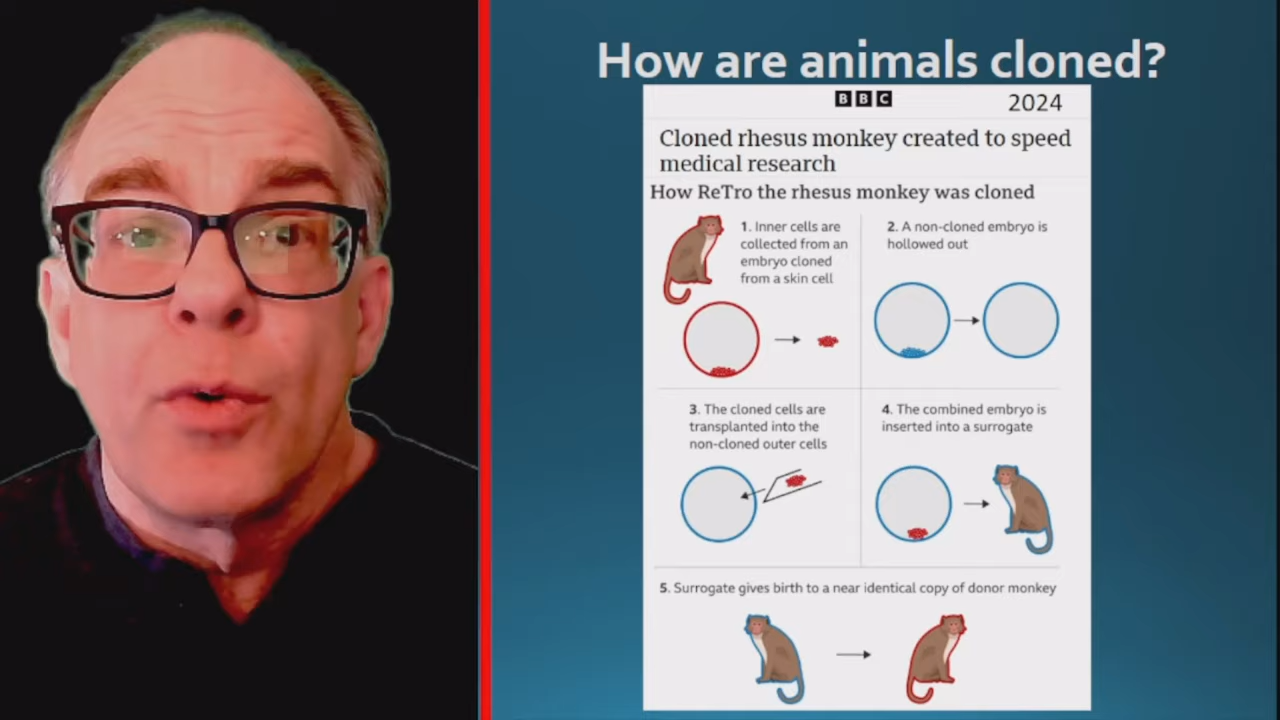 How are animals cloned?
BBC 2024
Cloned rhesus monkey created to speed
medical research
How ReTro the rhesus monkey was cloned
1. Inner cells are
collected from an
embryo cloned
from a skin cell
2. A non-cloned embryo is
hollowed out
3. The cloned cells are
transplanted into the
non-cloned outer cells
4. The combined embryo is
inserted into a surrogate
5. Surrogate gives birth to a near identical copy of donor monkey